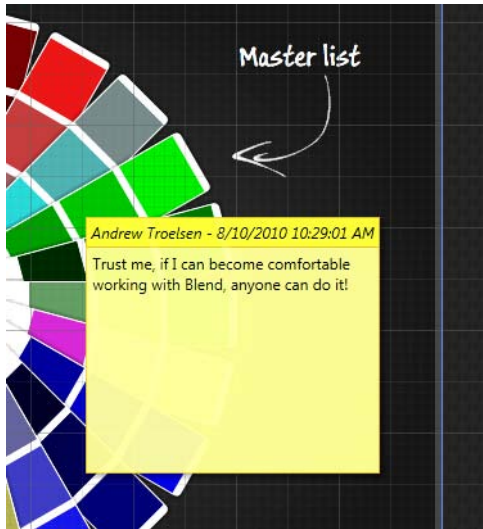 Master list
Andrew Troelsen - 8/10/2010 10:29:01 AM
Trust me, if I can become comfortable
working with Blend, anyone can do it!